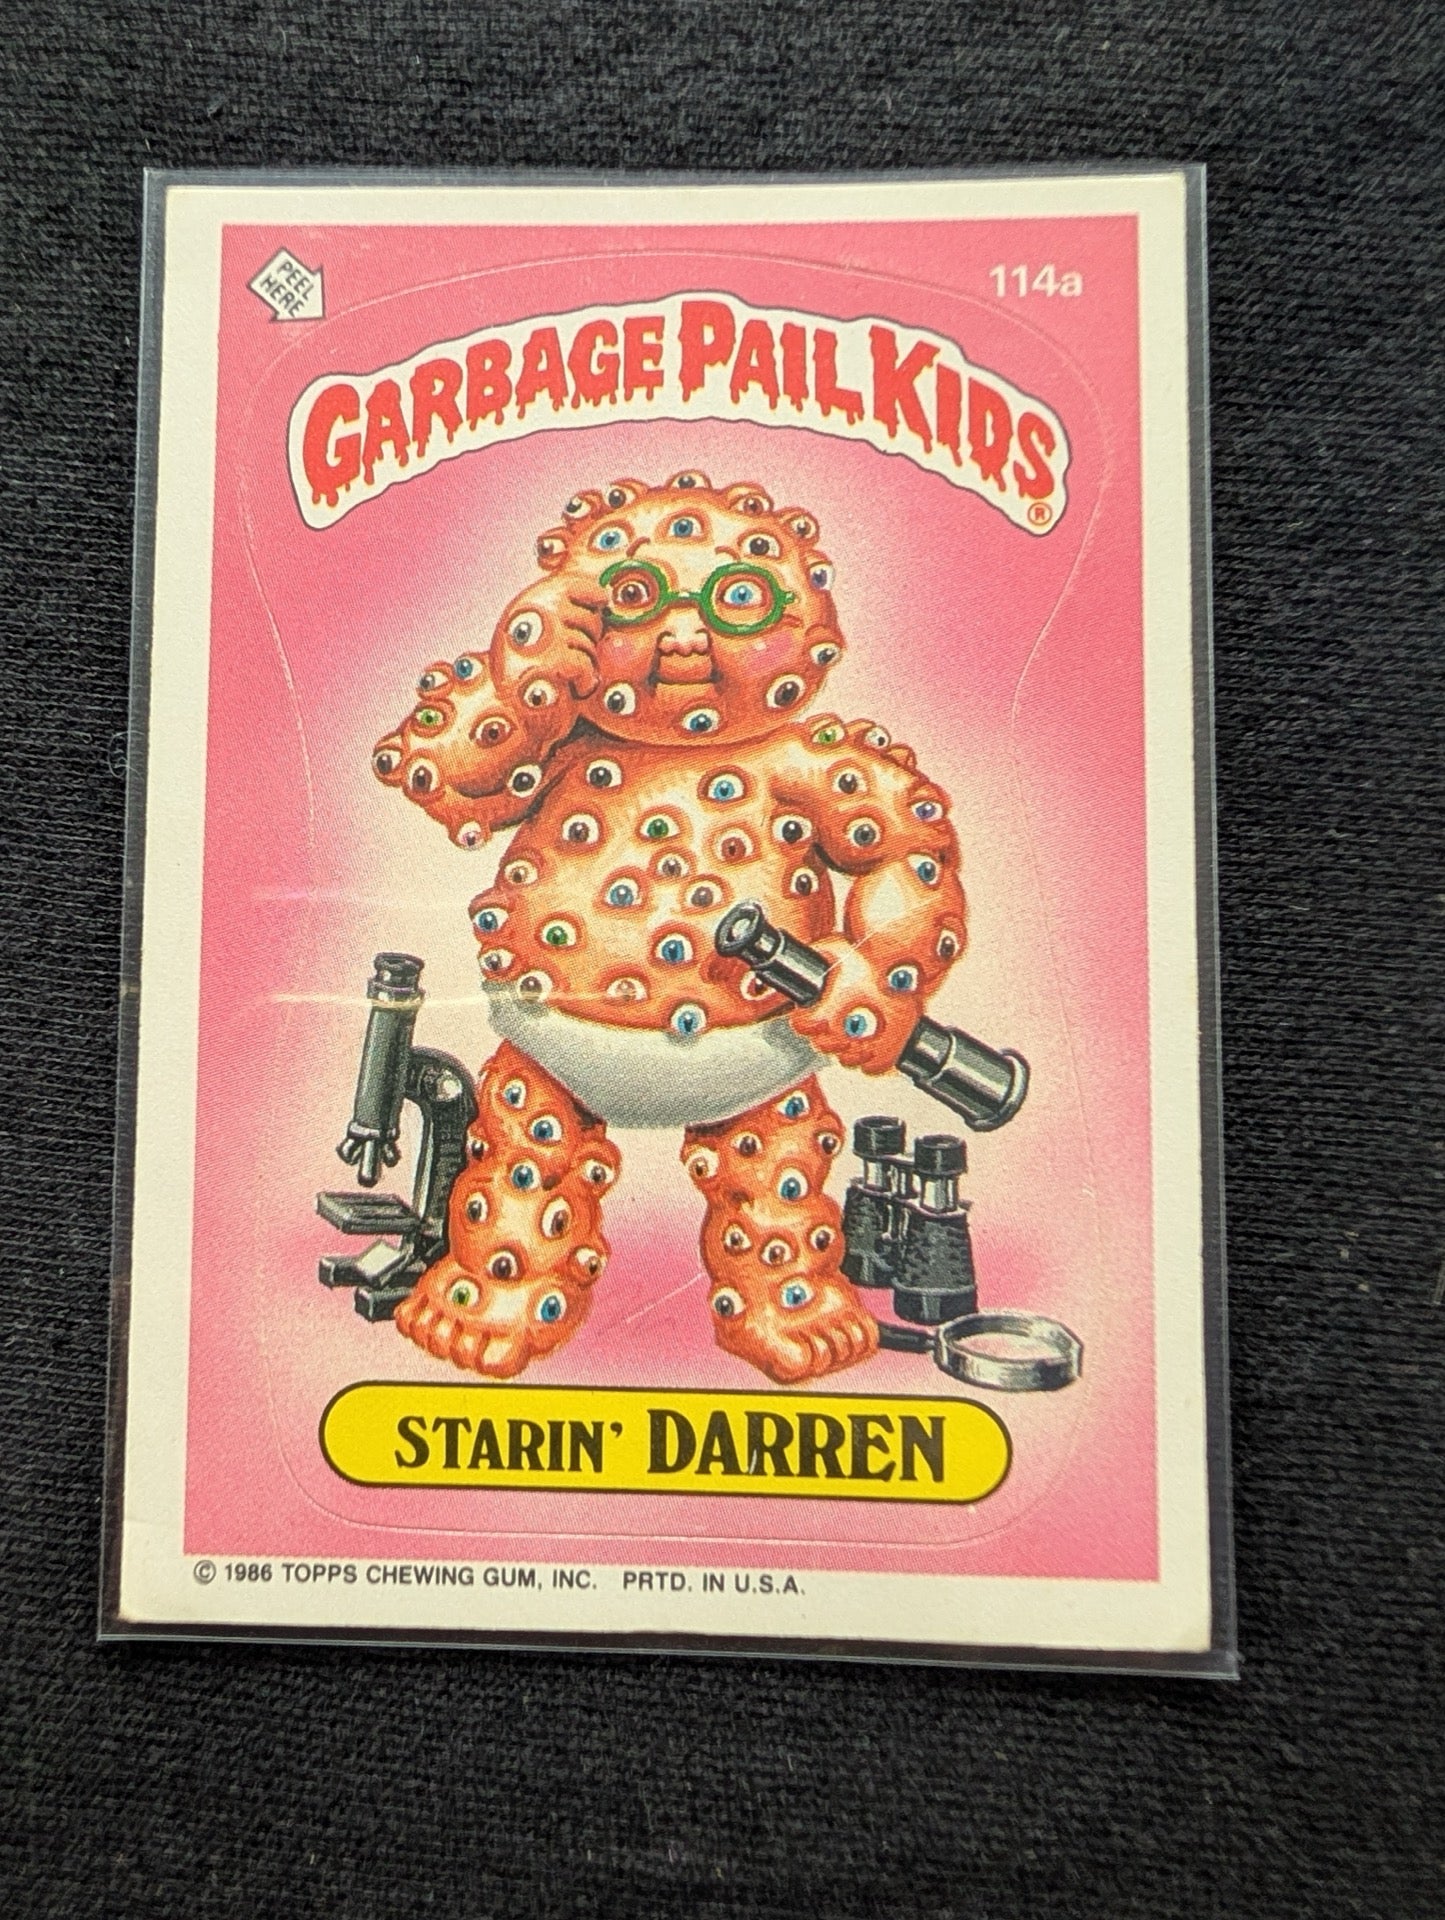 PEEL
HERE
114a
GARBAGE PAIL KIDS
®
STARIN' DARREN
© 1986 TOPPS CHEWING GUM, INC. PRTD. IN U.S.A.